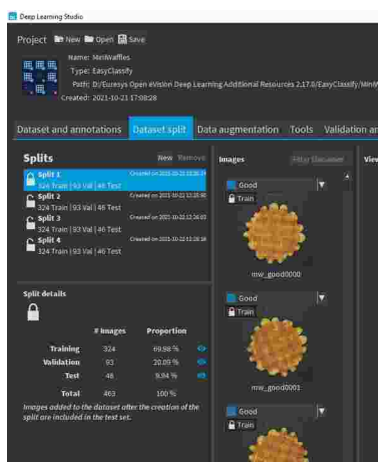 Deep Learning Studio
Project New Open Save
Name: MiniWaffles
Type: EasyClassify
Path: D:/Euresys Open eVision Deep Learning Additional Resources 2.17.0/EasyClassify/MiniW
Created: 2021-10-21 17:08:28
Dataset and annotations Dataset split Data augmentation Tools Validation an
Splits New Remove
Split 1
324 Train | 93 Val | 46 Test
Split 2
324 Train | 93 Val | 46 Test
Split 3
324 Train | 93 Val | 46 Test
Split 4
324 Train | 93 Val | 46 Test
Images
View
Good
Train
mw_good0000
Good
Train
mw_good0001
Good
Train
Split details
# Images Proportion
Training 324 69.98 %
Validation 93 20.09 %
Test 46 9.94 %
Total 463 100 %
Images added to the dataset after the creation of the
split are included in the test set.